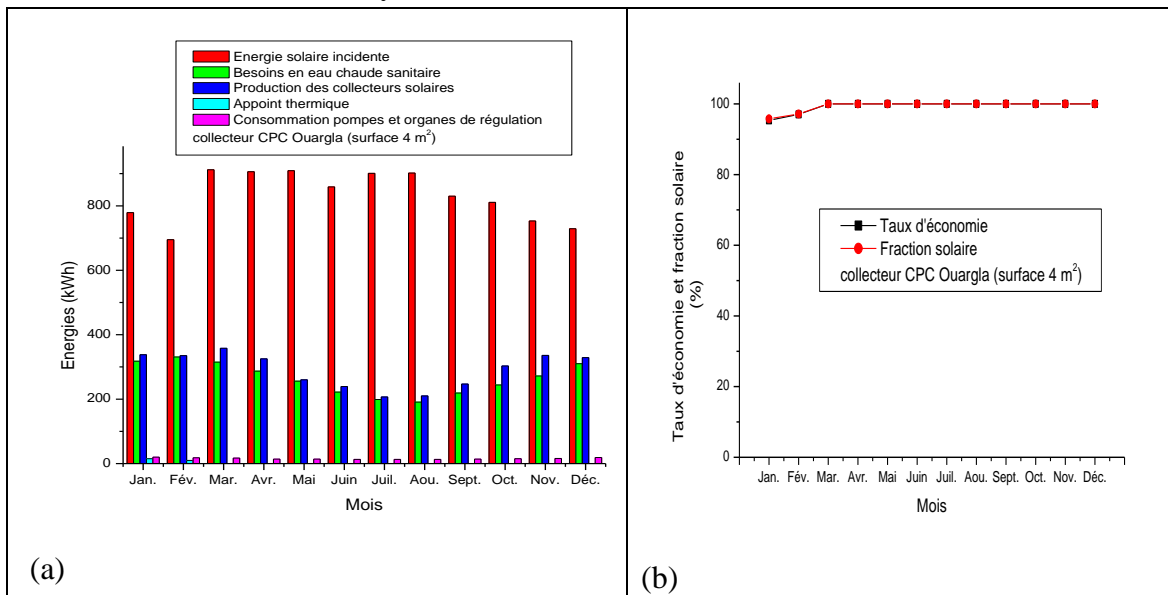 Energie solaire incidente
Besoins en eau chaude sanitaire
Production des collecteurs solaires
Appoint thermique
Consommation pompes et organes de régulation
collecteur CPC Ouargla (surface 4 m²)
800
600
400
200
0
Energies (kWh)
Jan. Fév. Mar. Avr. Mai Juin Juil. Aou. Sept. Oct. Nov. Déc.
Mois
(a)
100
80
60
40
20
0
Taux d'économie et fraction solaire
(%)
Taux d'économie
Fraction solaire
collecteur CPC Ouargla (surface 4 m²)
Jan. Fév. Mar. Avr. Mai Juin Juil. Aou. Sept. Oct. Nov. Déc.
Mois
(b)